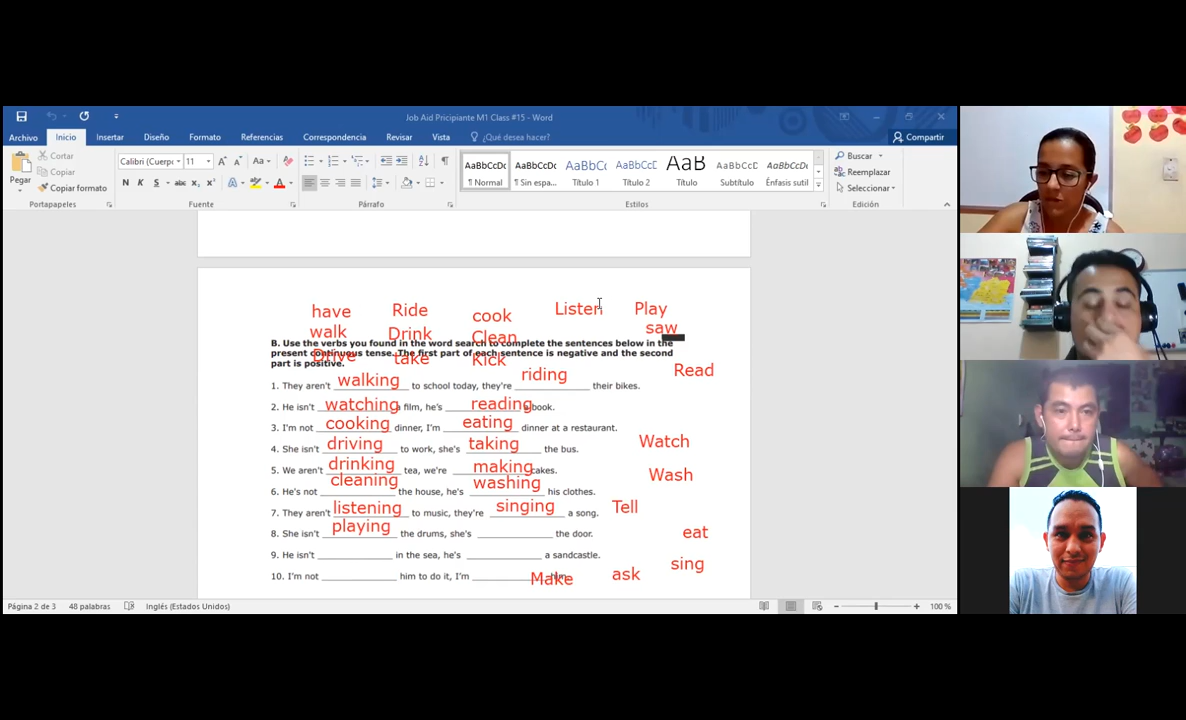 Job Aid Pricipiante M1 Class #15 - Word
Archivo Inicio Insertar Diseño Formato Referencias Correspondencia Revisar Vista ¿Qué desea hacer? Compartir
Pegar
Cortar
Copiar
Copiar formato
Portapapeles
Calibri (Cuerpo 11
Fuente
Párrafo
AaBbCcDc AaBbCcDc AaBbCc AaBbCcD AaB AaBbCcD AaBbCcDc
¶ Normal ¶ Sin espa... Título 1 Título 2 Título Subtítulo Énfasis sutil
Estilos
Buscar
Reemplazar
Seleccionar
Edición
have Ride cook Listen Play
walk Drink Clean saw
Drive take Kick Read
B. Use the verbs you found in the word search to complete the sentences below in the
present continuous tense. The first part of each sentence is negative and the second
part is positive.
1. They aren't walking to school today, they're riding their bikes.
2. He isn't watching a film, he's reading a book.
3. I'm not cooking dinner, I'm eating dinner at a restaurant.
4. She isn't driving to work, she's taking the bus.
5. We aren't drinking tea, we're making cakes.
6. He's not cleaning the house, he's washing his clothes.
7. They aren't listening to music, they're singing a song.
8. She isn't playing the drums, she's the door.
9. He isn't in the sea, he's a sandcastle.
10. I'm not him to do it, I'm him.
Watch
Wash
Tell
eat
sing
Make ask
Página 2 de 3 48 palabras Inglés (Estados Unidos) 100 %